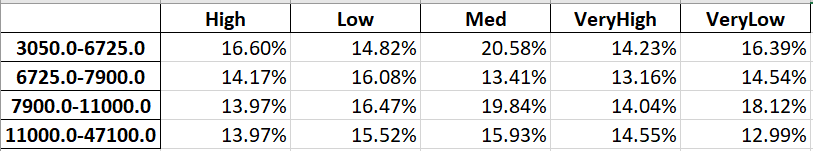 High Low Med VeryHigh VeryLow
3050.0-6725.0 16.60% 14.82% 20.58% 14.23% 16.39%
6725.0-7900.0 14.17% 16.08% 13.41% 13.16% 14.54%
7900.0-11000.0 13.97% 16.47% 19.84% 14.04% 18.12%
11000.0-47100.0 13.97% 15.52% 15.93% 14.55% 12.99%